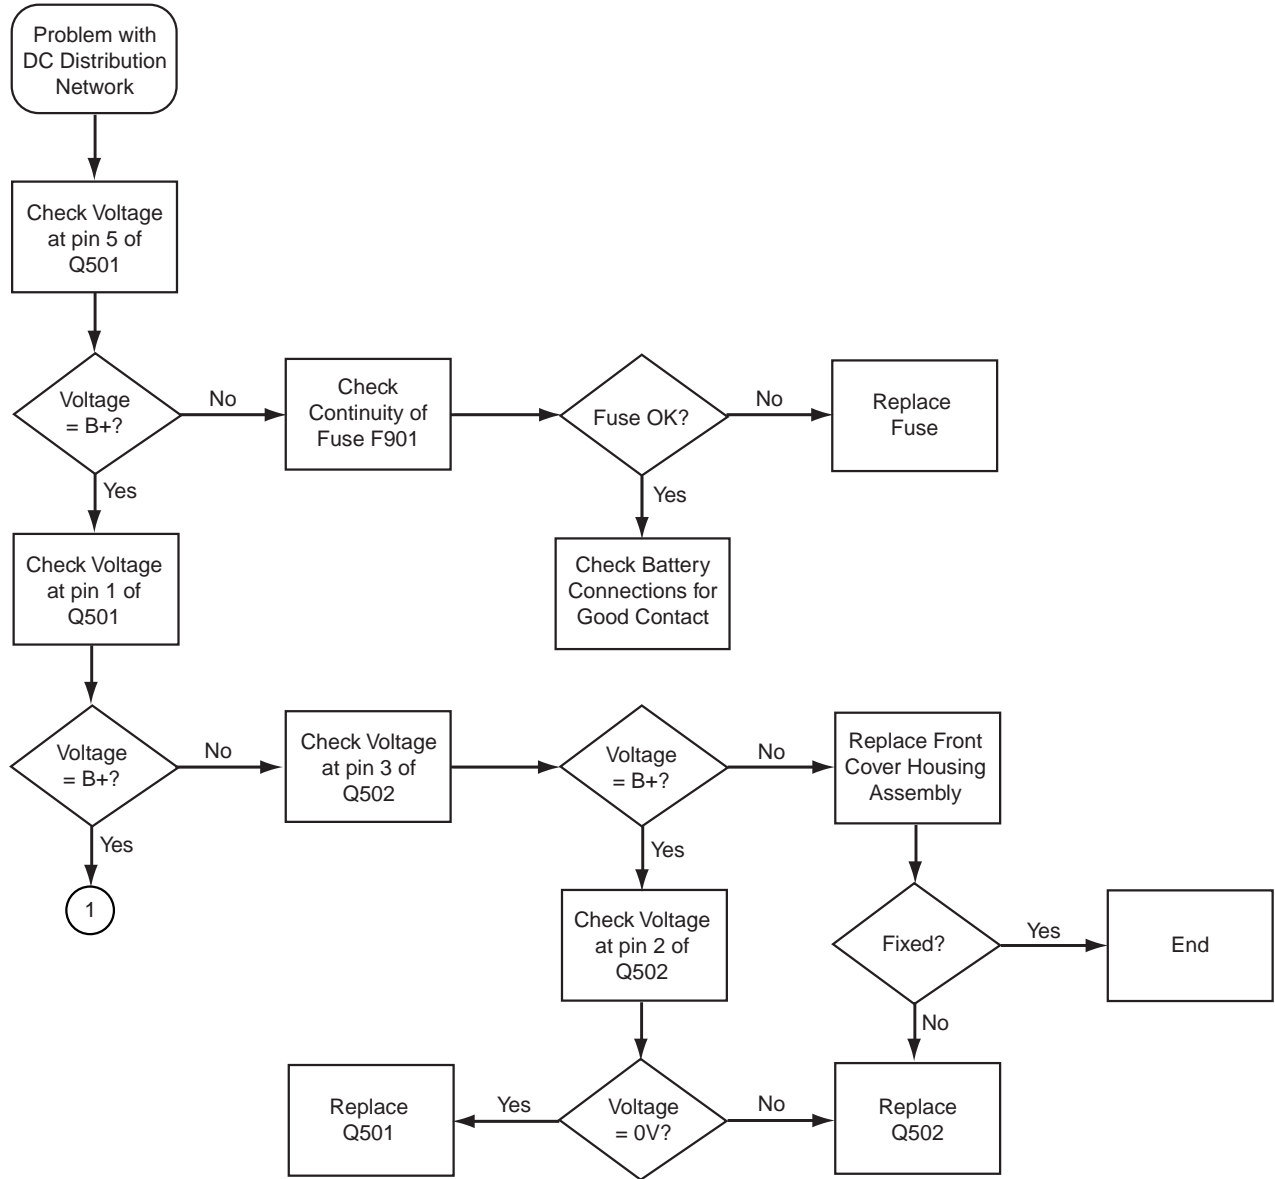 Problem with
DC Distribution
Network
Check Voltage
at pin 5 of
Q501
Voltage
= B+?
No
Check
Continuity of
Fuse F901
Fuse OK?
No
Replace
Fuse
Yes
Yes
Check Voltage
at pin 1 of
Q501
Check Battery
Connections for
Good Contact
Voltage
= B+?
No
Check Voltage
at pin 3 of
Q502
Voltage
= B+?
No
Replace Front
Cover Housing
Assembly
Yes
Yes
1
Check Voltage
at pin 2 of
Q502
Fixed?
Yes
End
No
Replace
Q501
Yes
Voltage
= 0V?
No
Replace
Q502